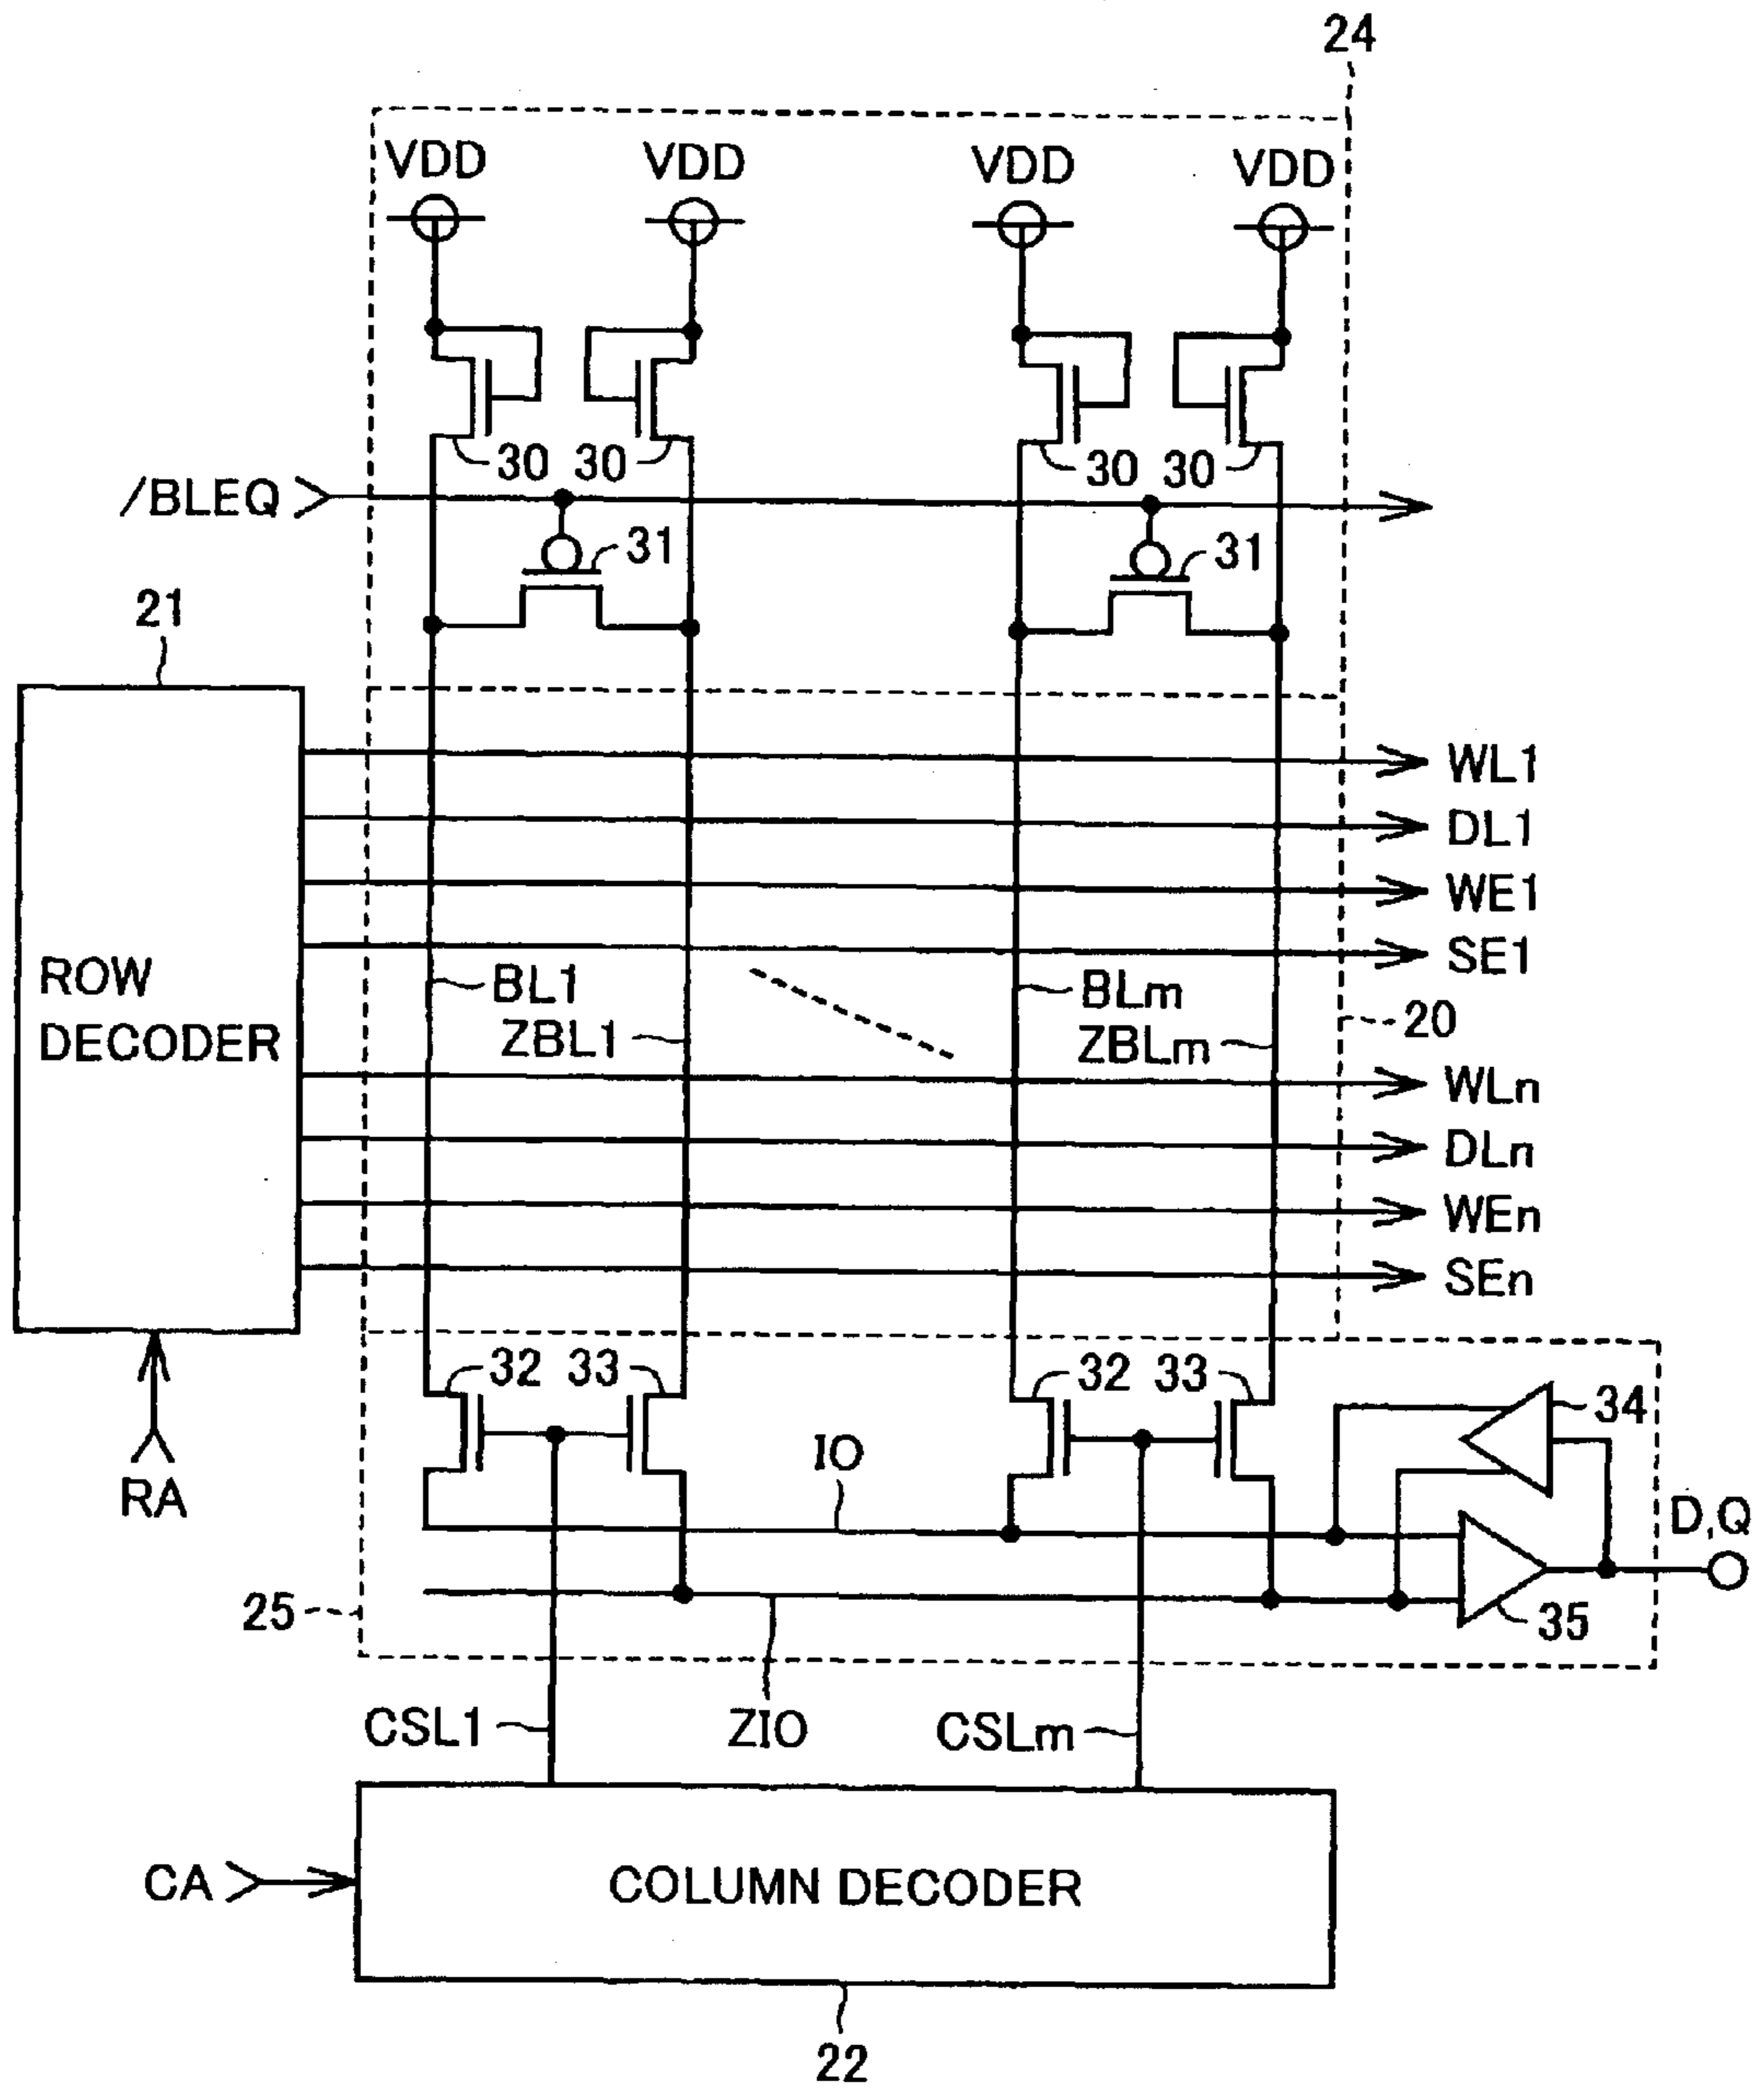 24
VDD VDD VDD VDD
30 30 30 30
/BLEQ
31 31
21
WL1
DL1
WE1
SE1
ROW
DECODER
BL1
ZBL1
BLm
ZBLm
20
WLn
DLn
WEn
SEn
32 33 32 33
34
RA
IO
D,Q
25
35
CSL1
ZIO
CSLm
CA
COLUMN DECODER
22